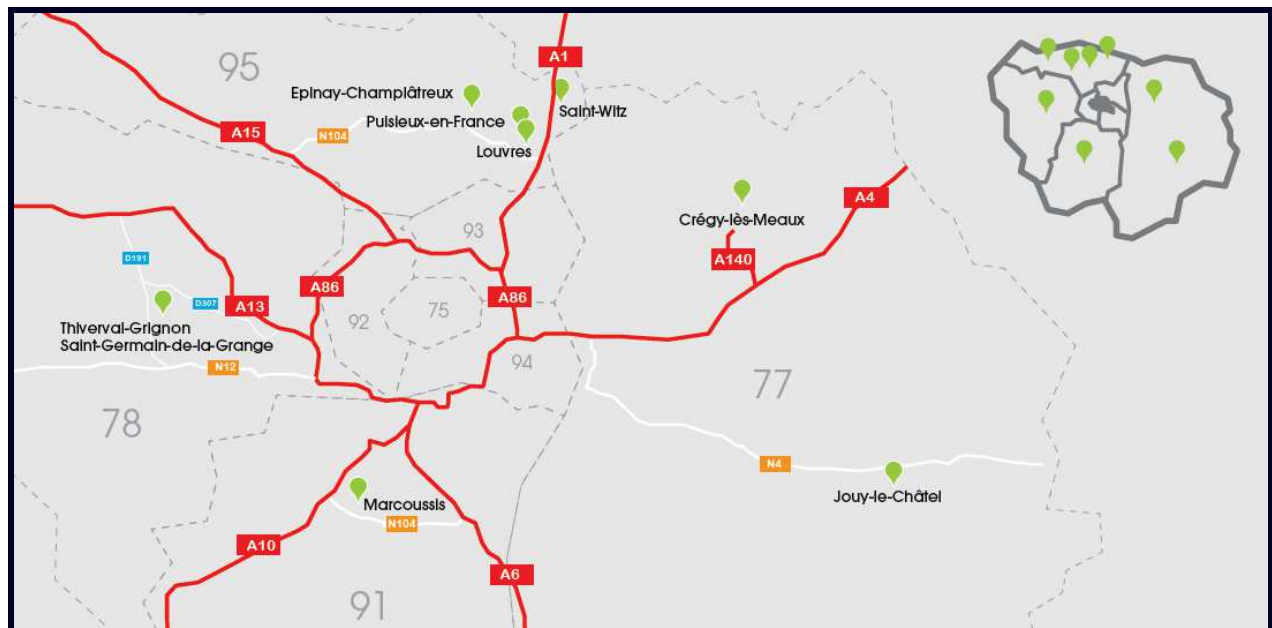 A1
95
Epinay-Champlâtreux
Saint-Witz
Puisieux-en-France
A15
N104
Louvres
A4
Crégy-lès-Meaux
93
A140
D191
A86
A86
D307
A13
75
92
Thiverval-Grignon
Saint-Germain-de-la-Grange
94
N12
77
78
N4
Jouy-le-Châtel
Marcoussis
N104
A10
A6
91